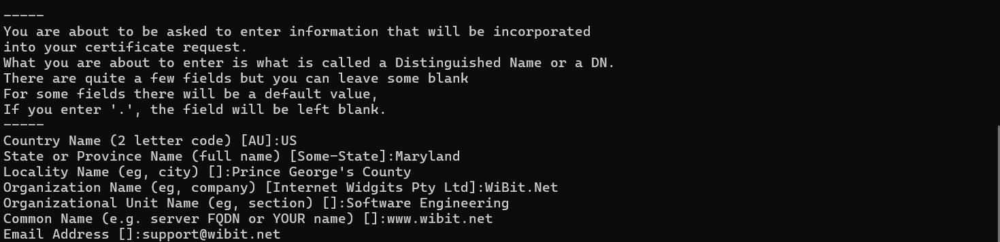 -----
You are about to be asked to enter information that will be incorporated
into your certificate request.
What you are about to enter is what is called a Distinguished Name or a DN.
There are quite a few fields but you can leave some blank
For some fields there will be a default value,
If you enter '.', the field will be left blank.
-----
Country Name (2 letter code) [AU]:US
State or Province Name (full name) [Some-State]:Maryland
Locality Name (eg, city) []:Prince George's County
Organization Name (eg, company) [Internet Widgits Pty Ltd]:WiBit.Net
Organizational Unit Name (eg, section) []:Software Engineering
Common Name (e.g. server FQDN or YOUR name) []:www.wibit.net
Email Address []:support@wibit.net